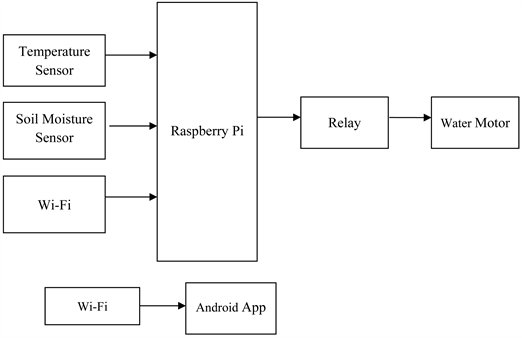 Temperature
Sensor
Soil Moisture
Sensor
Wi-Fi
Raspberry Pi
Relay
Water Motor
Wi-Fi
Android App